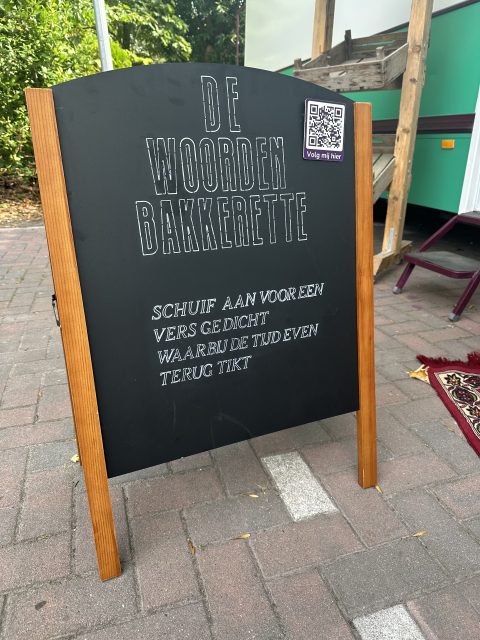 DE
WOORDEN
BAKKERETTE
Volg mij hier
SCHUIF AAN VOOR EEN
VERS GEDICHT
WAARBIJ DE TIJD EVEN
TERUG TIKT